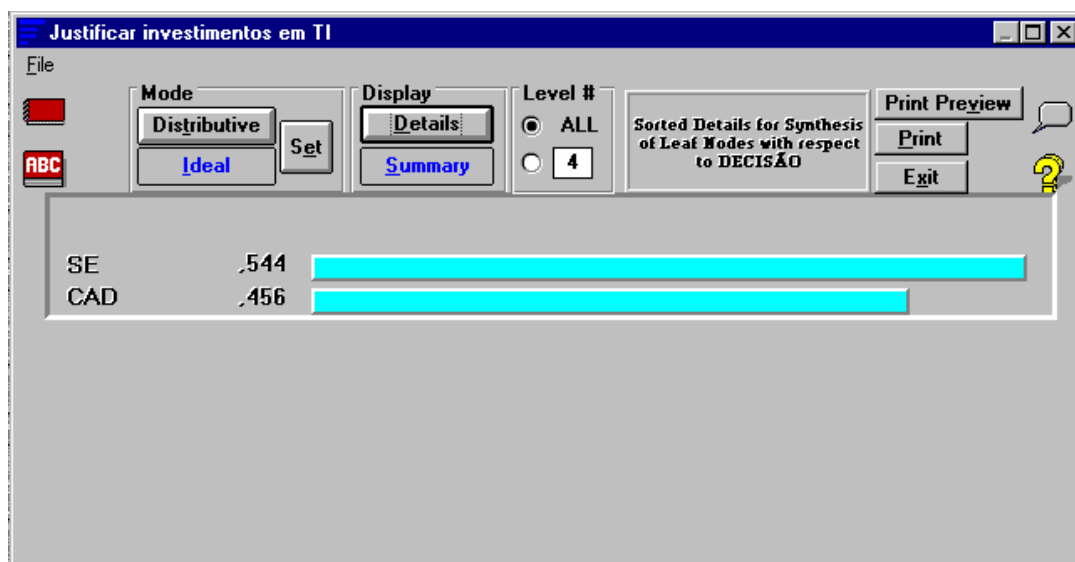 Justificar investimentos em TI
File
Mode
Distributive
Ideal
Set
Display
Details
Summary
Level #
ALL
4
Sorted Details for Synthesis
of Leaf Nodes with respect
to DECISÃO
Print Preview
Print
Exit
ABC
?
SE ,544
CAD ,456